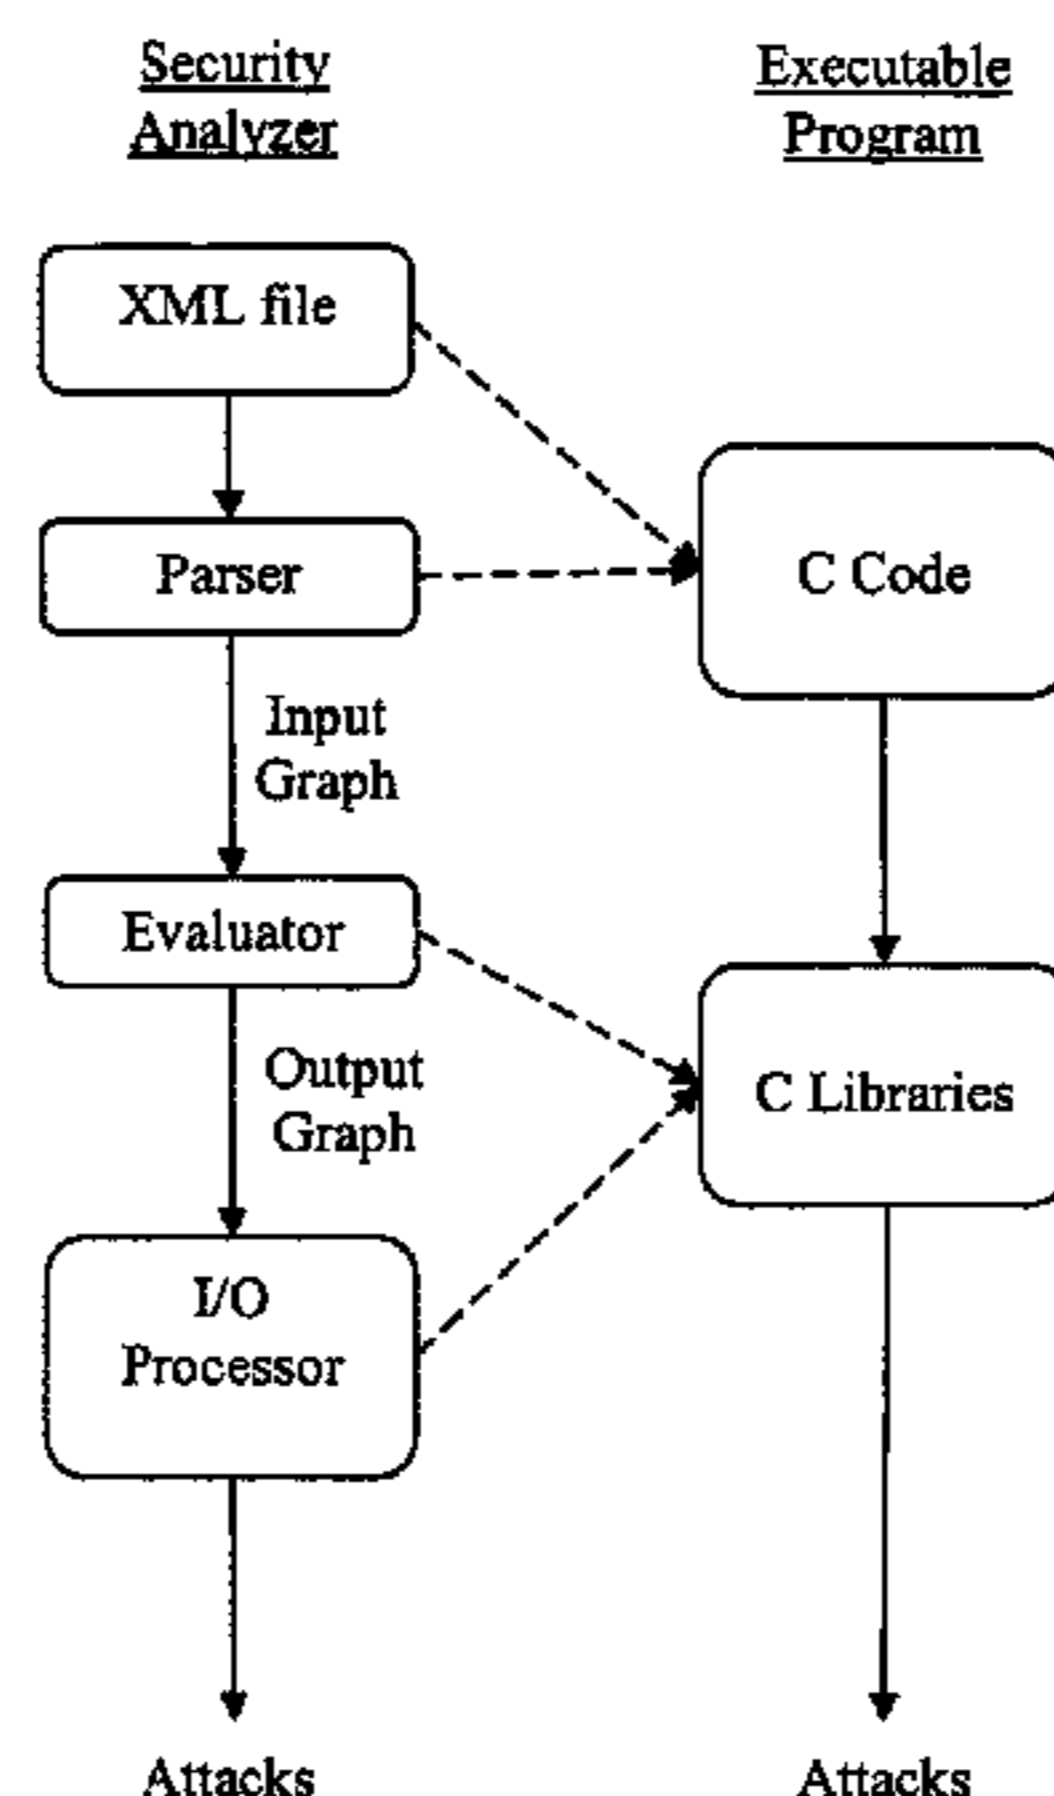 Security
Analyzer
Executable
Program
XML file
Parser
C Code
Input
Graph
Evaluator
Output
Graph
C Libraries
I/O
Processor
Attacks
Attacks